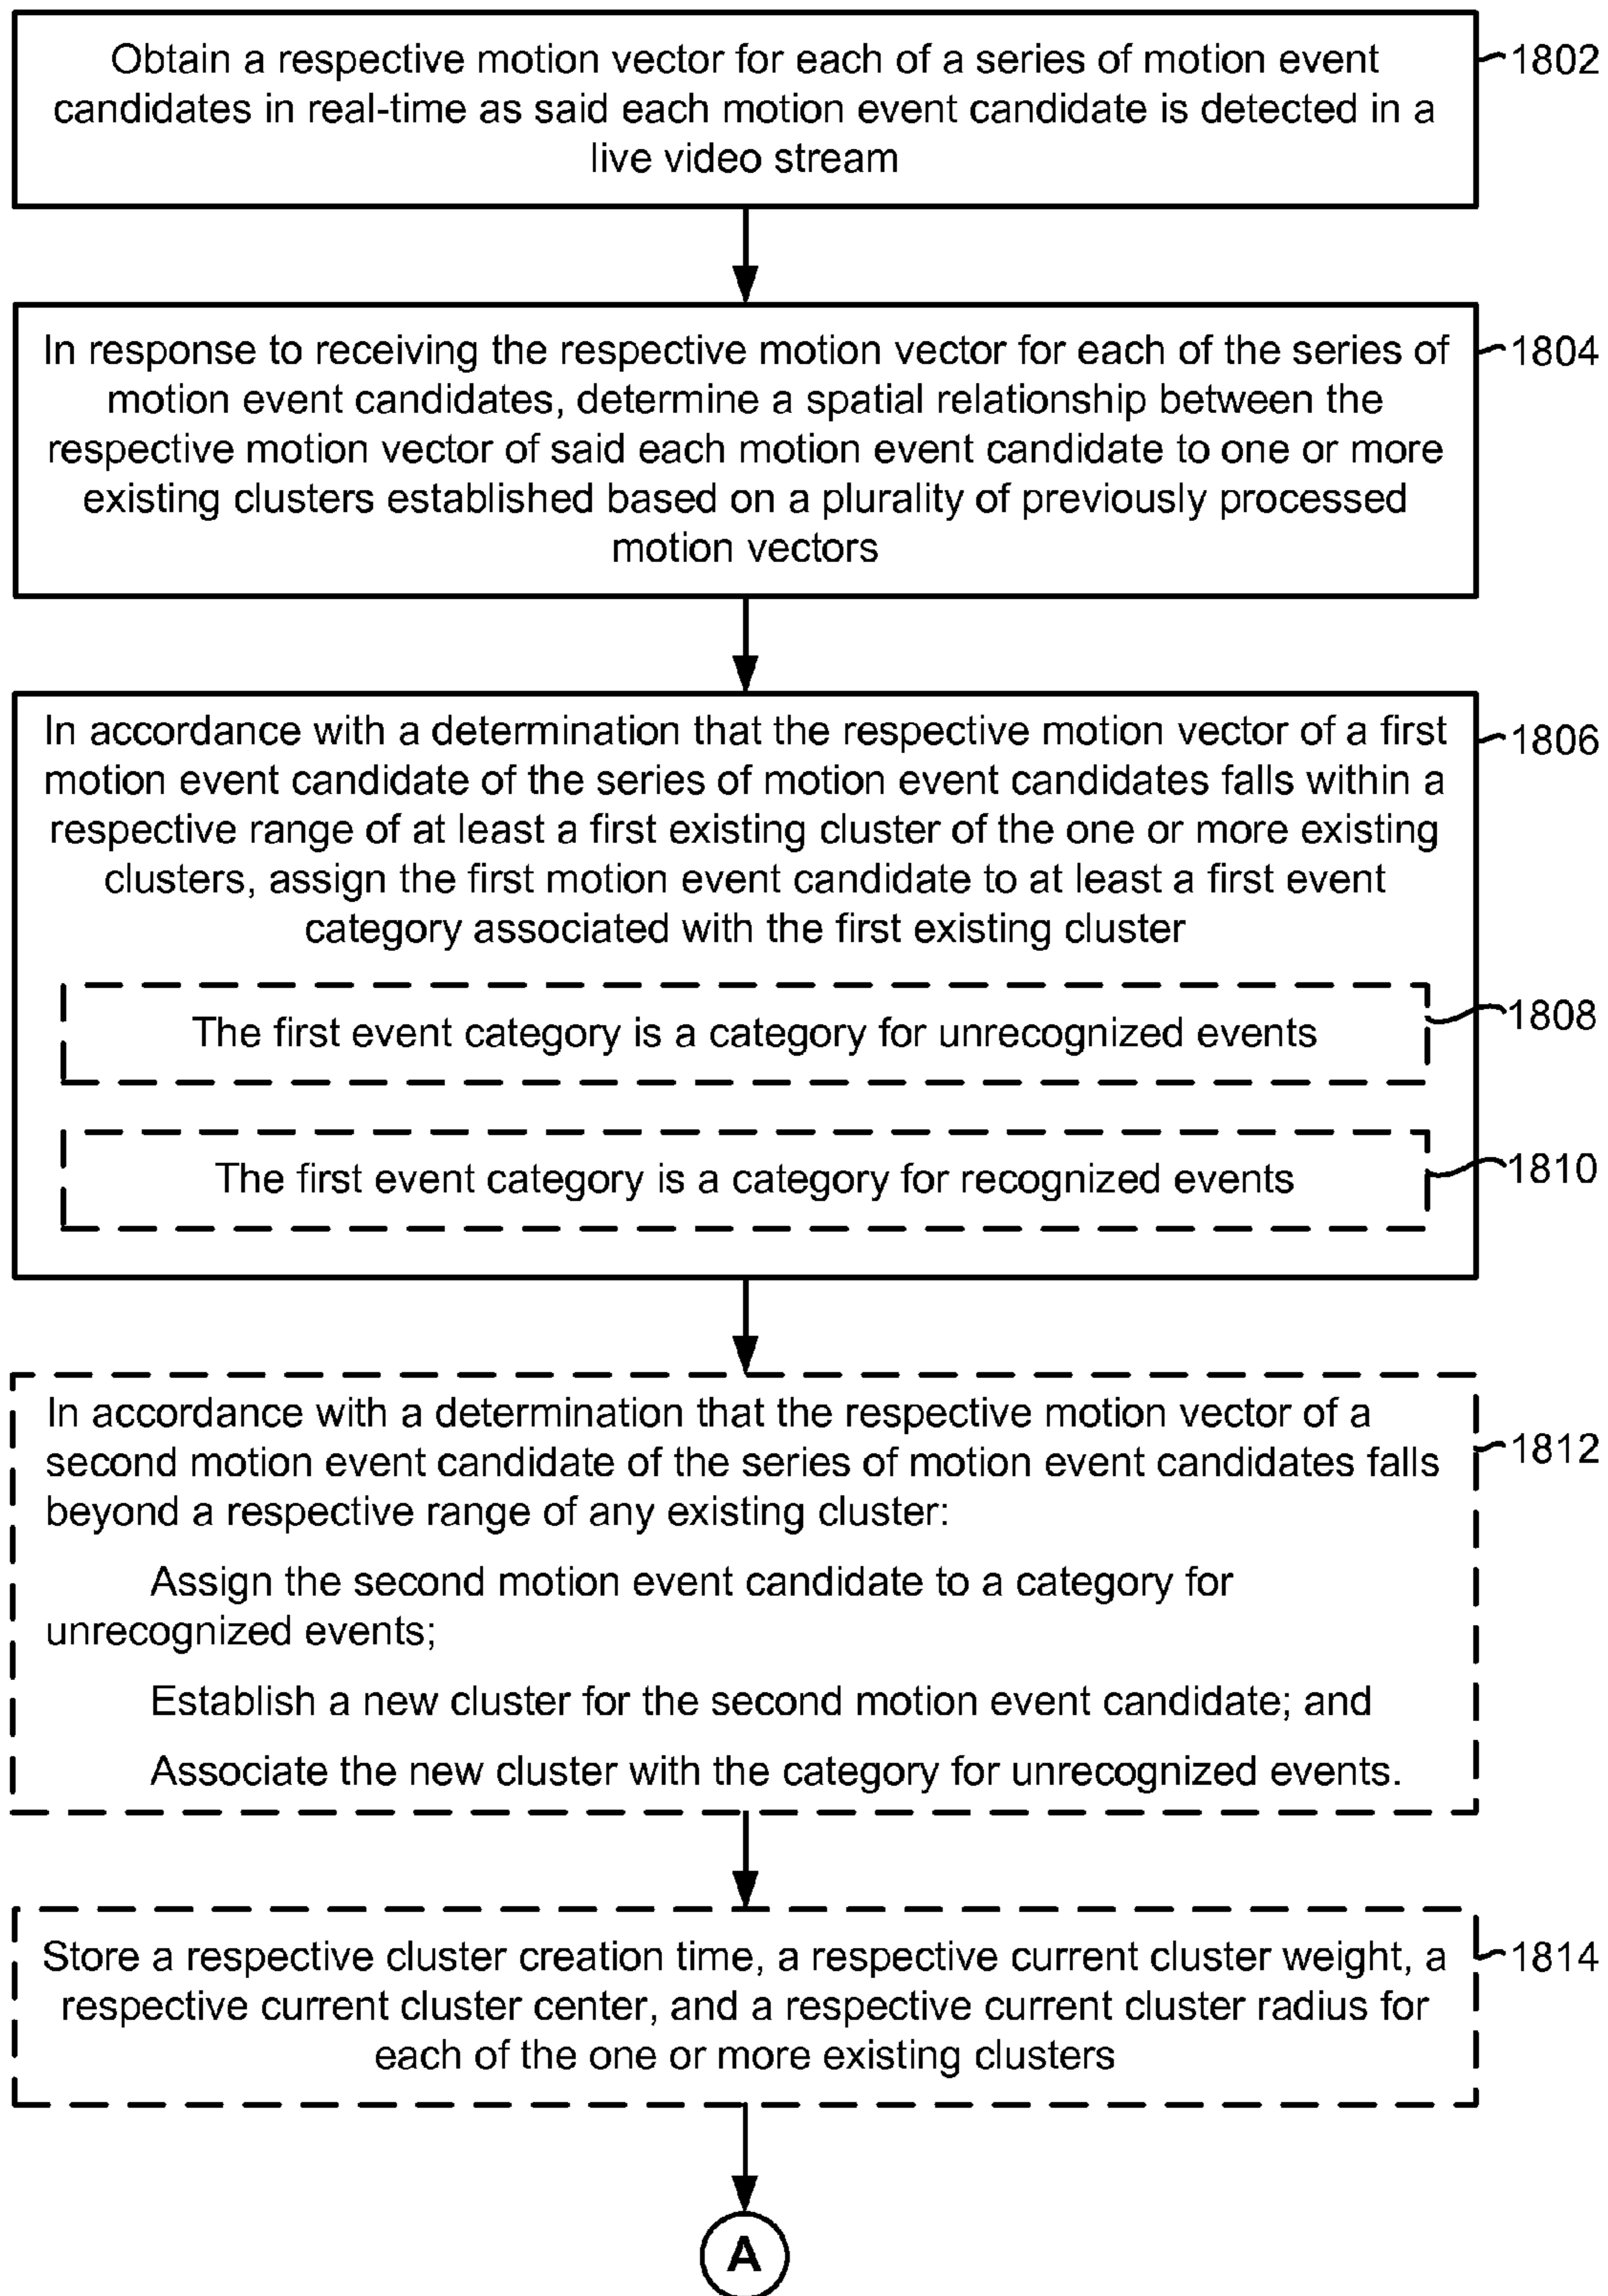 Obtain a respective motion vector for each of a series of motion event
candidates in real-time as said each motion event candidate is detected in a
live video stream
1802
In response to receiving the respective motion vector for each of the series of
motion event candidates, determine a spatial relationship between the
respective motion vector of said each motion event candidate to one or more
existing clusters established based on a plurality of previously processed
motion vectors
1804
In accordance with a determination that the respective motion vector of a first
motion event candidate of the series of motion event candidates falls within a
respective range of at least a first existing cluster of the one or more existing
clusters, assign the first motion event candidate to at least a first event
category associated with the first existing cluster
1806
The first event category is a category for unrecognized events
1808
The first event category is a category for recognized events
1810
In accordance with a determination that the respective motion vector of a
second motion event candidate of the series of motion event candidates falls
beyond a respective range of any existing cluster:
Assign the second motion event candidate to a category for
unrecognized events;
Establish a new cluster for the second motion event candidate; and
Associate the new cluster with the category for unrecognized events.
1812
Store a respective cluster creation time, a respective current cluster weight, a
respective current cluster center, and a respective current cluster radius for
each of the one or more existing clusters
1814
A